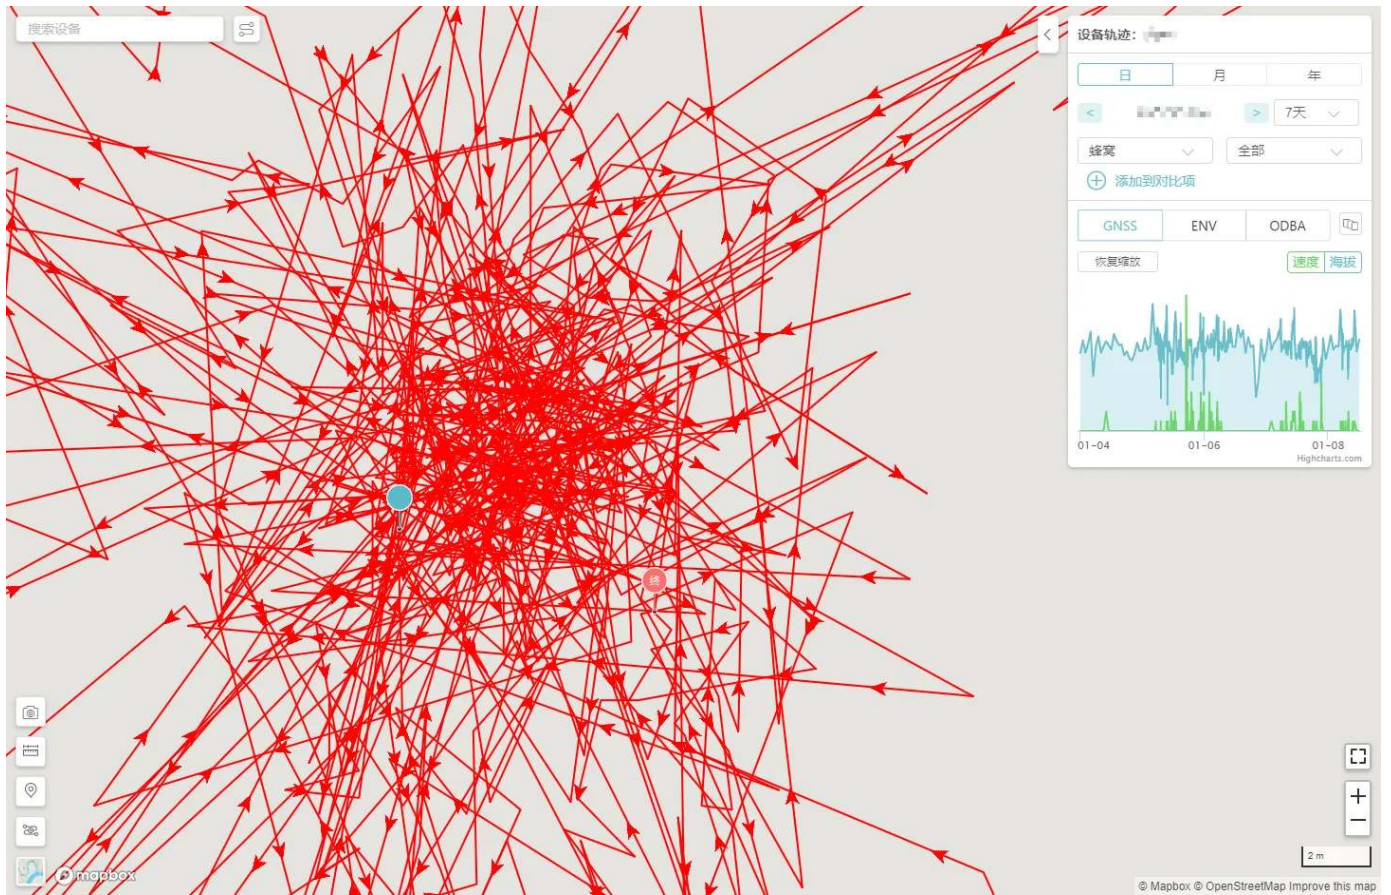 搜索设备
设备轨迹：
日 月 年
< > 7天
蜂窝 全部
添加到对比项
GNSS ENV ODBA
恢复缩放 速度 海拔
01-04 01-06 01-08
Highcharts.com
终
2 m
mapbox
© Mapbox © OpenStreetMap Improve this map